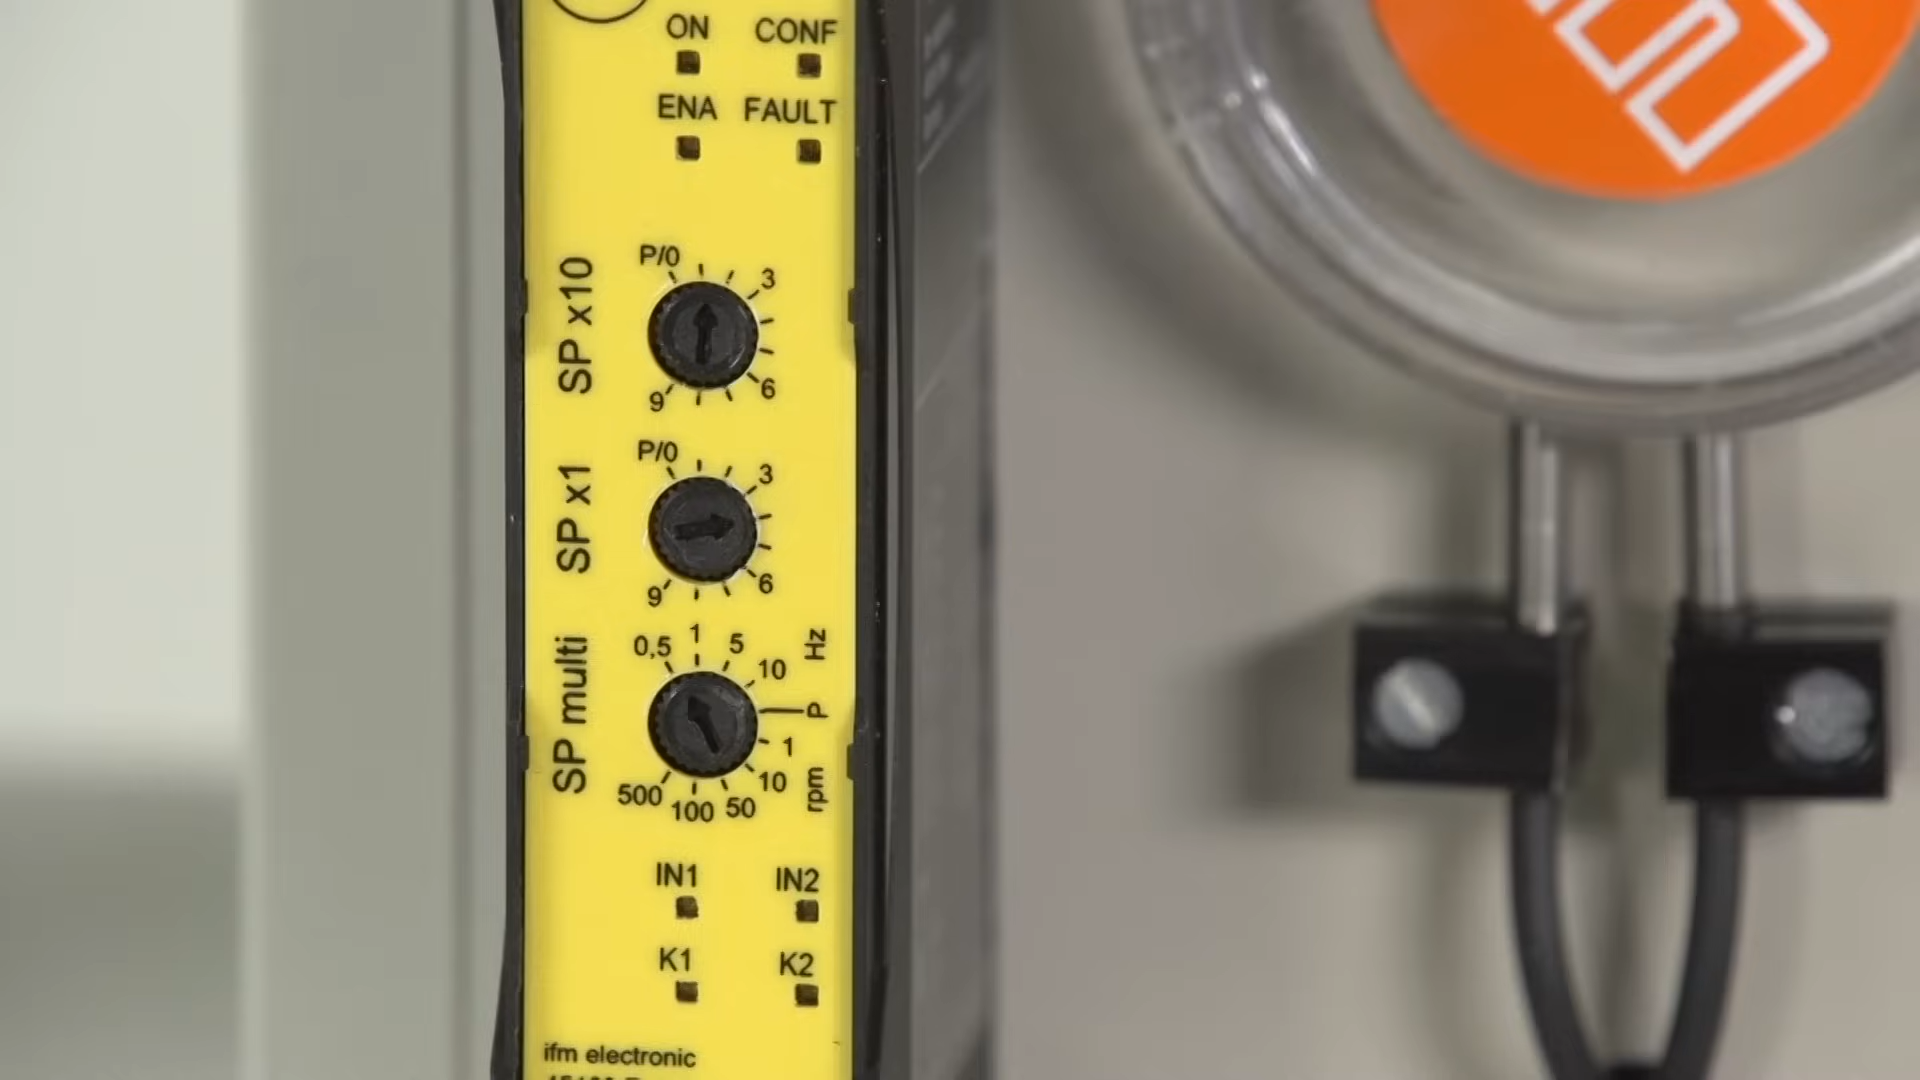 ON CONF
ENA FAULT
SP x10
P/0 3 6 9
SP x1
P/0 3 6 9
SP multi
0,5 1 5 10 Hz
P
1 10 50 100 500 rpm
IN1 IN2
K1 K2
ifm electronic